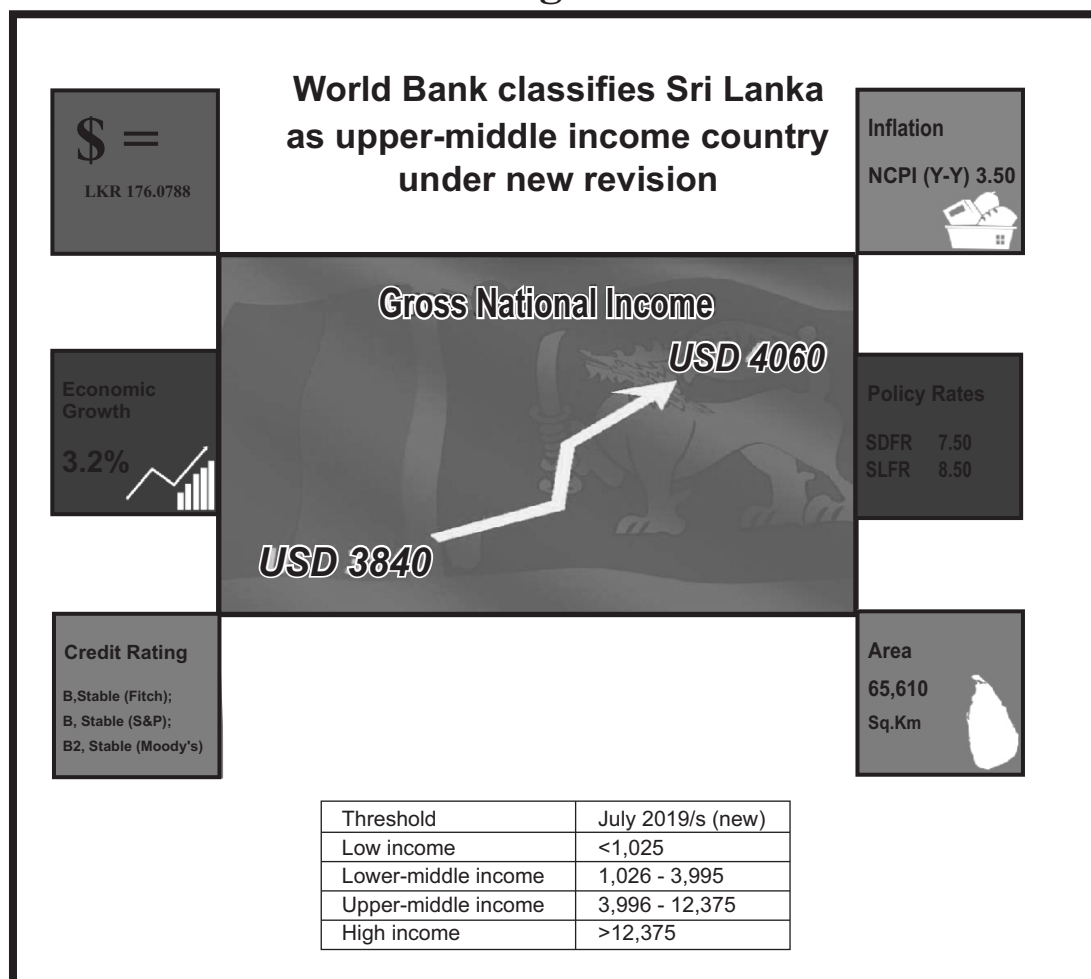 World Bank classifies Sri Lanka
as upper-middle income country
under new revision
$ =
LKR 176.0788
Inflation
NCPI (Y-Y) 3.50
Gross National Income
USD 4060
USD 3840
Economic
Growth
3.2%
Policy Rates
SDFR 7.50
SLFR 8.50
Credit Rating
B,Stable (Fitch);
B, Stable (S&P);
B2, Stable (Moody's)
Area
65,610
Sq.Km
Threshold July 2019/s (new)
Low income <1,025
Lower-middle income 1,026 - 3,995
Upper-middle income 3,996 - 12,375
High income >12,375